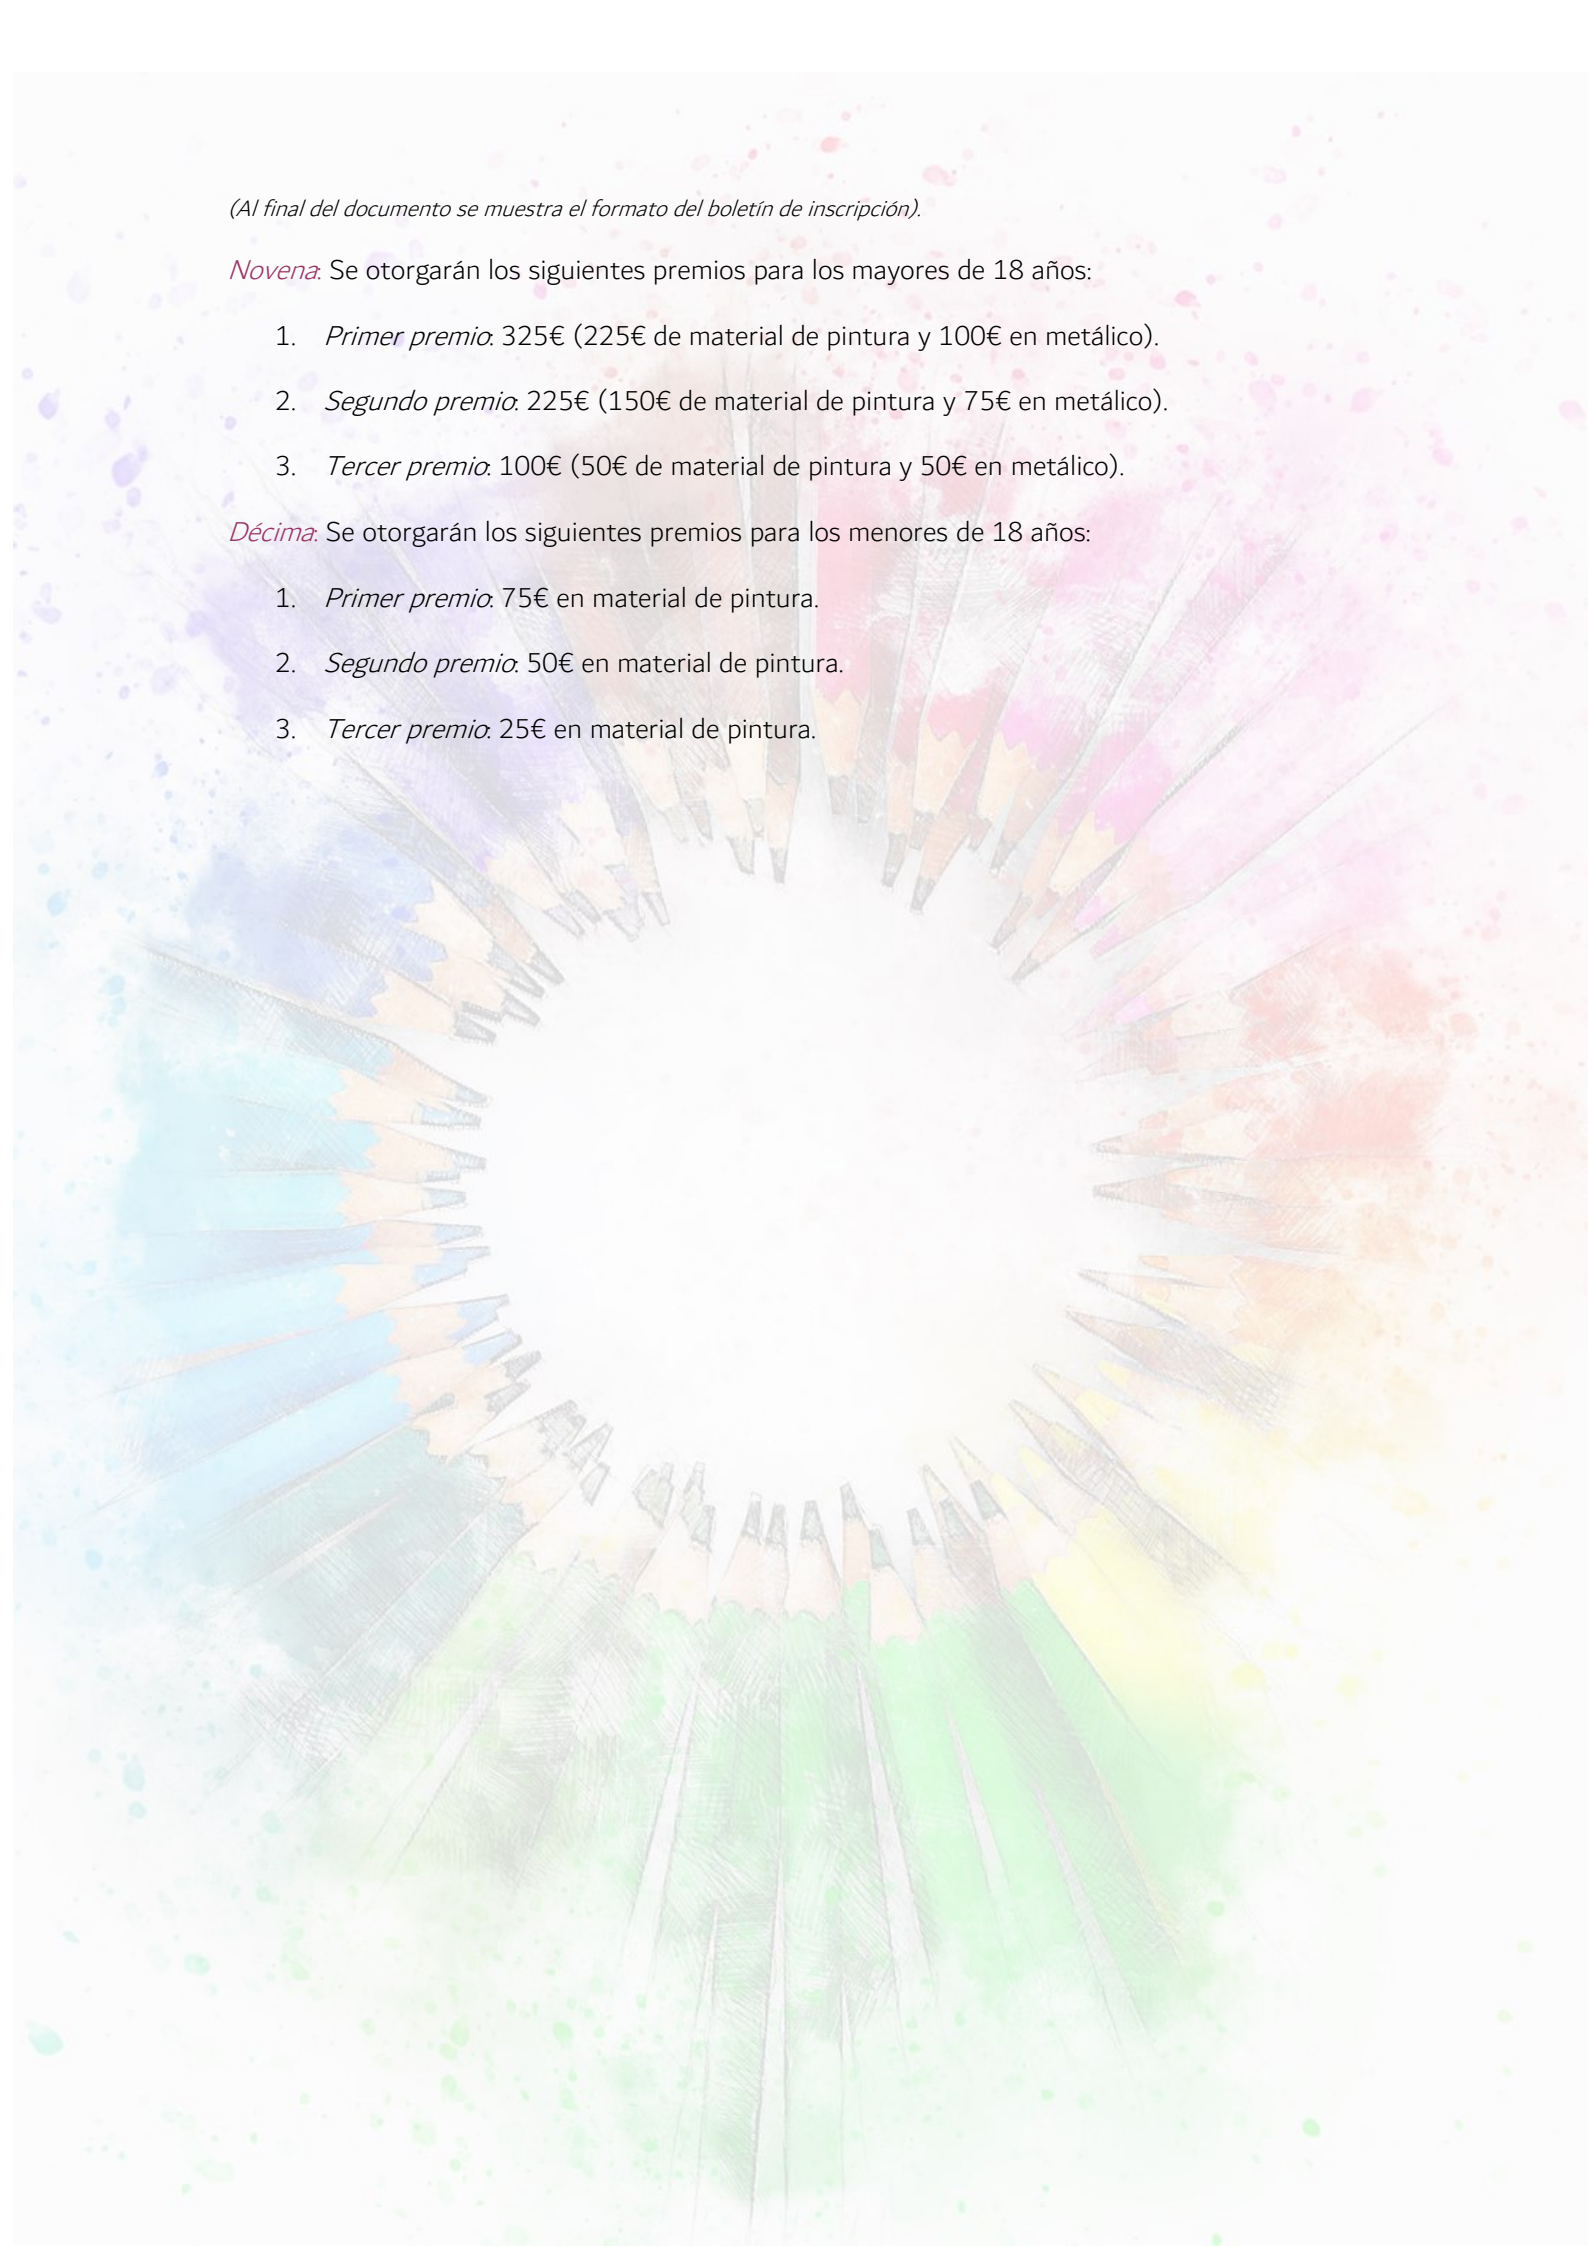 (Al final del documento se muestra el formato del boletín de inscripción).
Novena: Se otorgarán los siguientes premios para los mayores de 18 años:
1. Primer premio: 325€ (225€ de material de pintura y 100€ en metálico).
2. Segundo premio: 225€ (150€ de material de pintura y 75€ en metálico).
3. Tercer premio: 100€ (50€ de material de pintura y 50€ en metálico).
Décima: Se otorgarán los siguientes premios para los menores de 18 años:
1. Primer premio: 75€ en material de pintura.
2. Segundo premio: 50€ en material de pintura.
3. Tercer premio: 25€ en material de pintura.